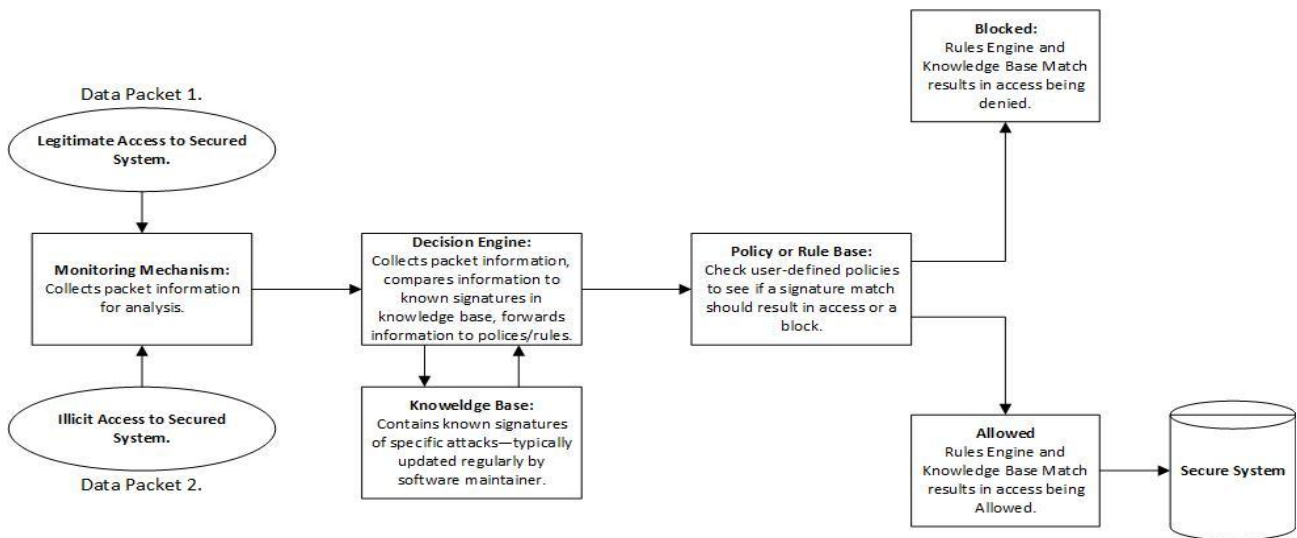 Data Packet 1.
Legitimate Access to Secured
System.
Monitoring Mechanism:
Collects packet information
for analysis.
Illicit Access to Secured
System.
Data Packet 2.
Decision Engine:
Collects packet information,
compares information to
known signatures in
knowledge base, forwards
information to polices/rules.
Knoweldge Base:
Contains known signatures
of specific attacks—typically
updated regularly by
software maintainer.
Policy or Rule Base:
Check user-defined policies
to see if a signature match
should result in access or a
block.
Blocked:
Rules Engine and
Knowledge Base Match
results in access being
denied.
Allowed
Rules Engine and
Knowledge Base Match
results in access being
Allowed.
Secure System